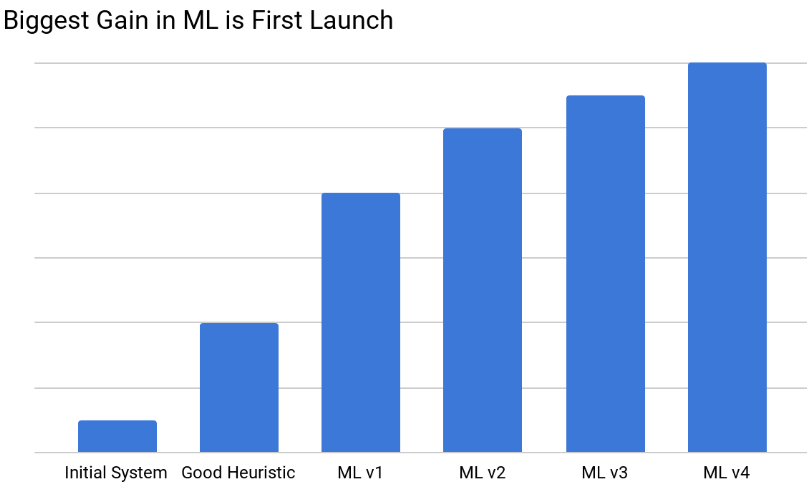 Biggest Gain in ML is First Launch
Initial System Good Heuristic ML v1 ML v2 ML v3 ML v4